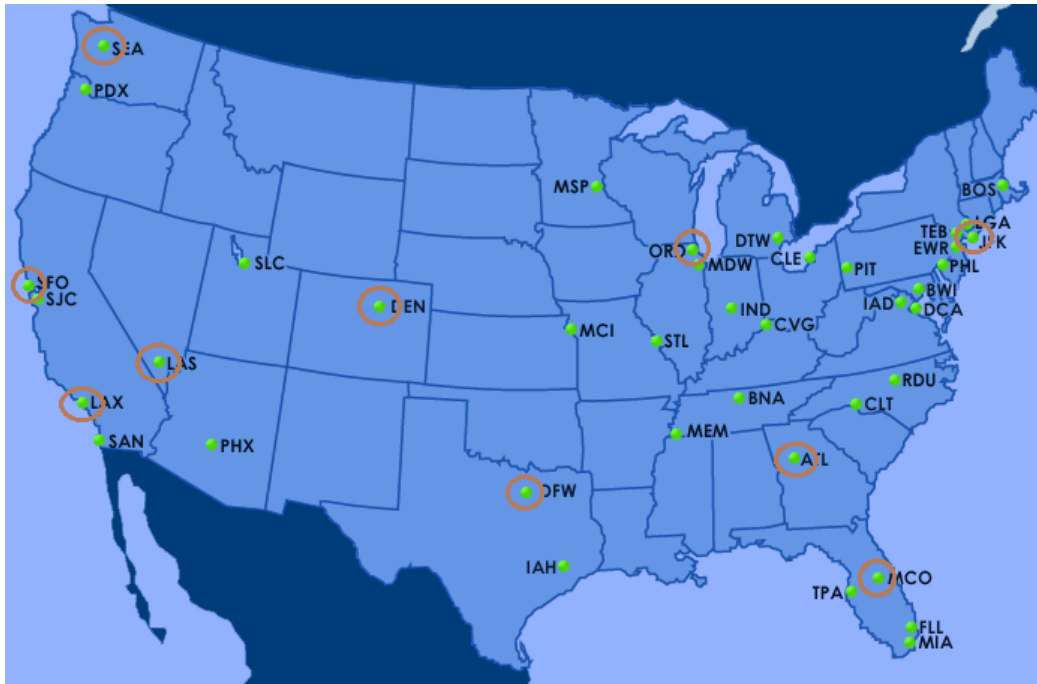 SEA
PDX
MSP
BOS
LGA
TEB
JFK
DTW
EWR
ORD
MDW
CLE
PIT
PHL
SLC
SFO
SJC
BWI
IAD
DCA
DEN
IND
CVG
MCI
STL
LAS
RDU
BNA
CLT
LAX
MEM
SAN
PHX
ATL
DFW
IAH
MCO
TPA
FLL
MIA